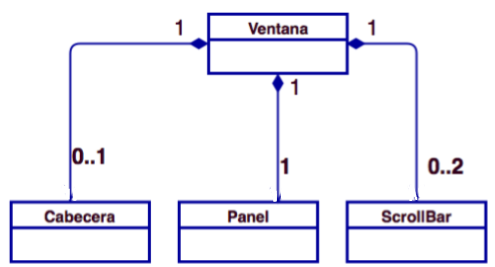 1 Ventana 1
1
0..1 1 0..2
Cabecera Panel ScrollBar